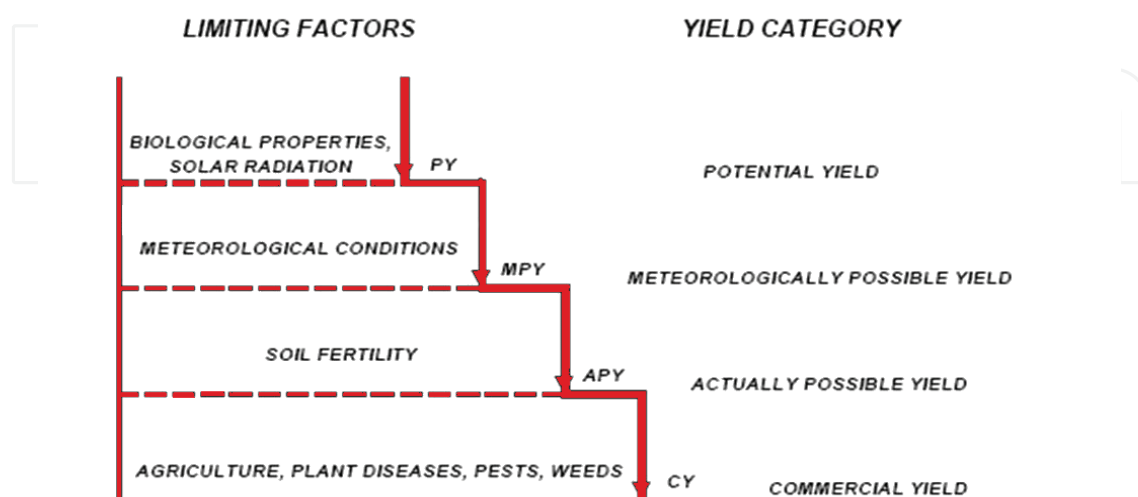 LIMITING FACTORS
YIELD CATEGORY
BIOLOGICAL PROPERTIES,
SOLAR RADIATION
PY
POTENTIAL YIELD
METEOROLOGICAL CONDITIONS
MPY
METEOROLOGICALLY POSSIBLE YIELD
SOIL FERTILITY
APY
ACTUALLY POSSIBLE YIELD
AGRICULTURE, PLANT DISEASES, PESTS, WEEDS
CY
COMMERCIAL YIELD